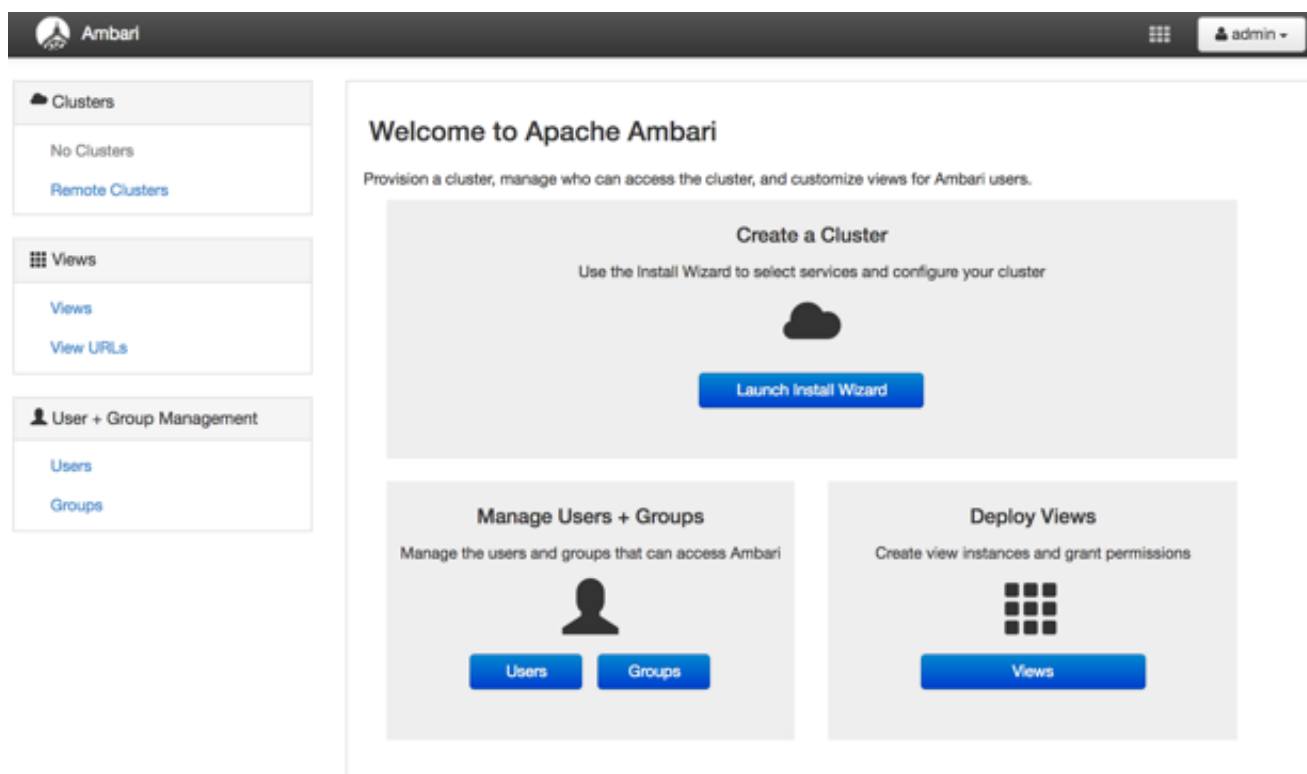 Ambari
admin
Clusters
No Clusters
Remote Clusters
Views
Views
View URLs
User + Group Management
Users
Groups
Welcome to Apache Ambari
Provision a cluster, manage who can access the cluster, and customize views for Ambari users.
Create a Cluster
Use the Install Wizard to select services and configure your cluster
Launch Install Wizard
Manage Users + Groups
Manage the users and groups that can access Ambari
Users
Groups
Deploy Views
Create view instances and grant permissions
Views